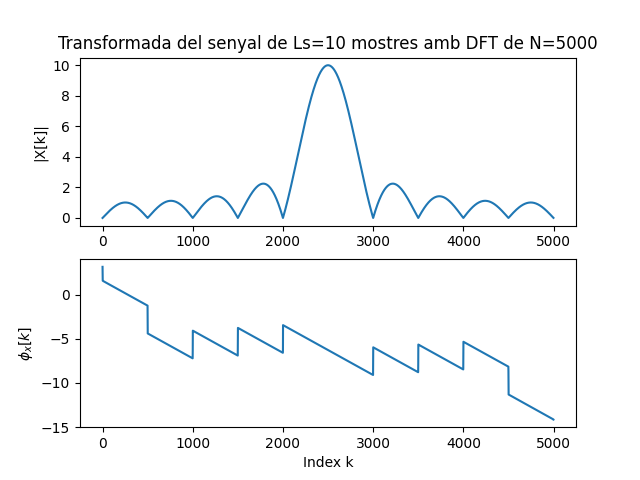 Transformada del senyal de Ls=10 mostres amb DFT de N=5000
|X[k]|
10
8
6
4
2
0
0 1000 2000 3000 4000 5000
ϕx[k]
0
−5
−10
−15
0 1000 2000 3000 4000 5000
Index k